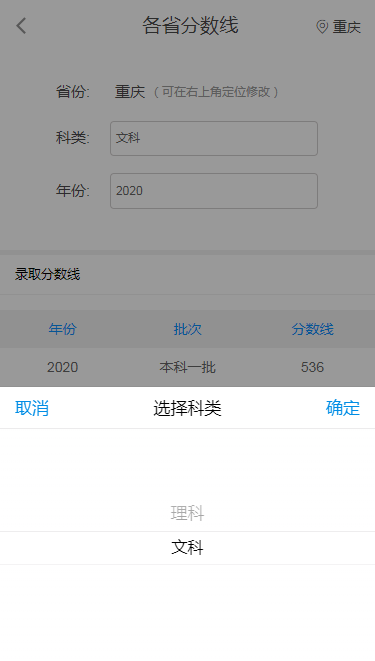 各省分数线 重庆
省份: 重庆 （可在右上角定位修改）
科类: 文科
年份: 2020
录取分数线
年份 批次 分数线
2020 本科一批 536
取消 选择科类 确定
理科
文科